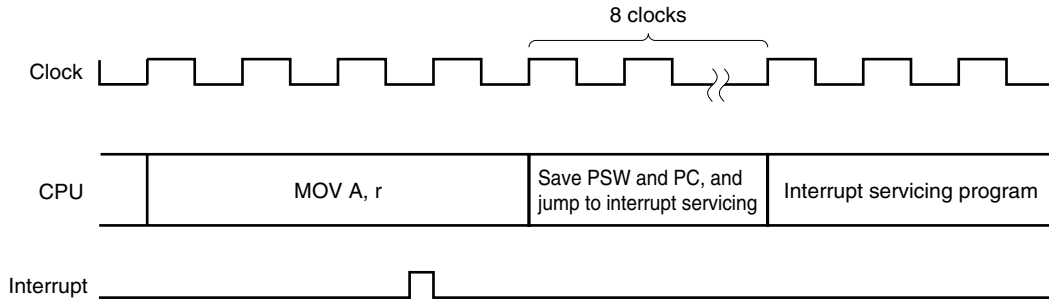 8 clocks
Clock
CPU
MOV A, r
Save PSW and PC, and
jump to interrupt servicing
Interrupt servicing program
Interrupt